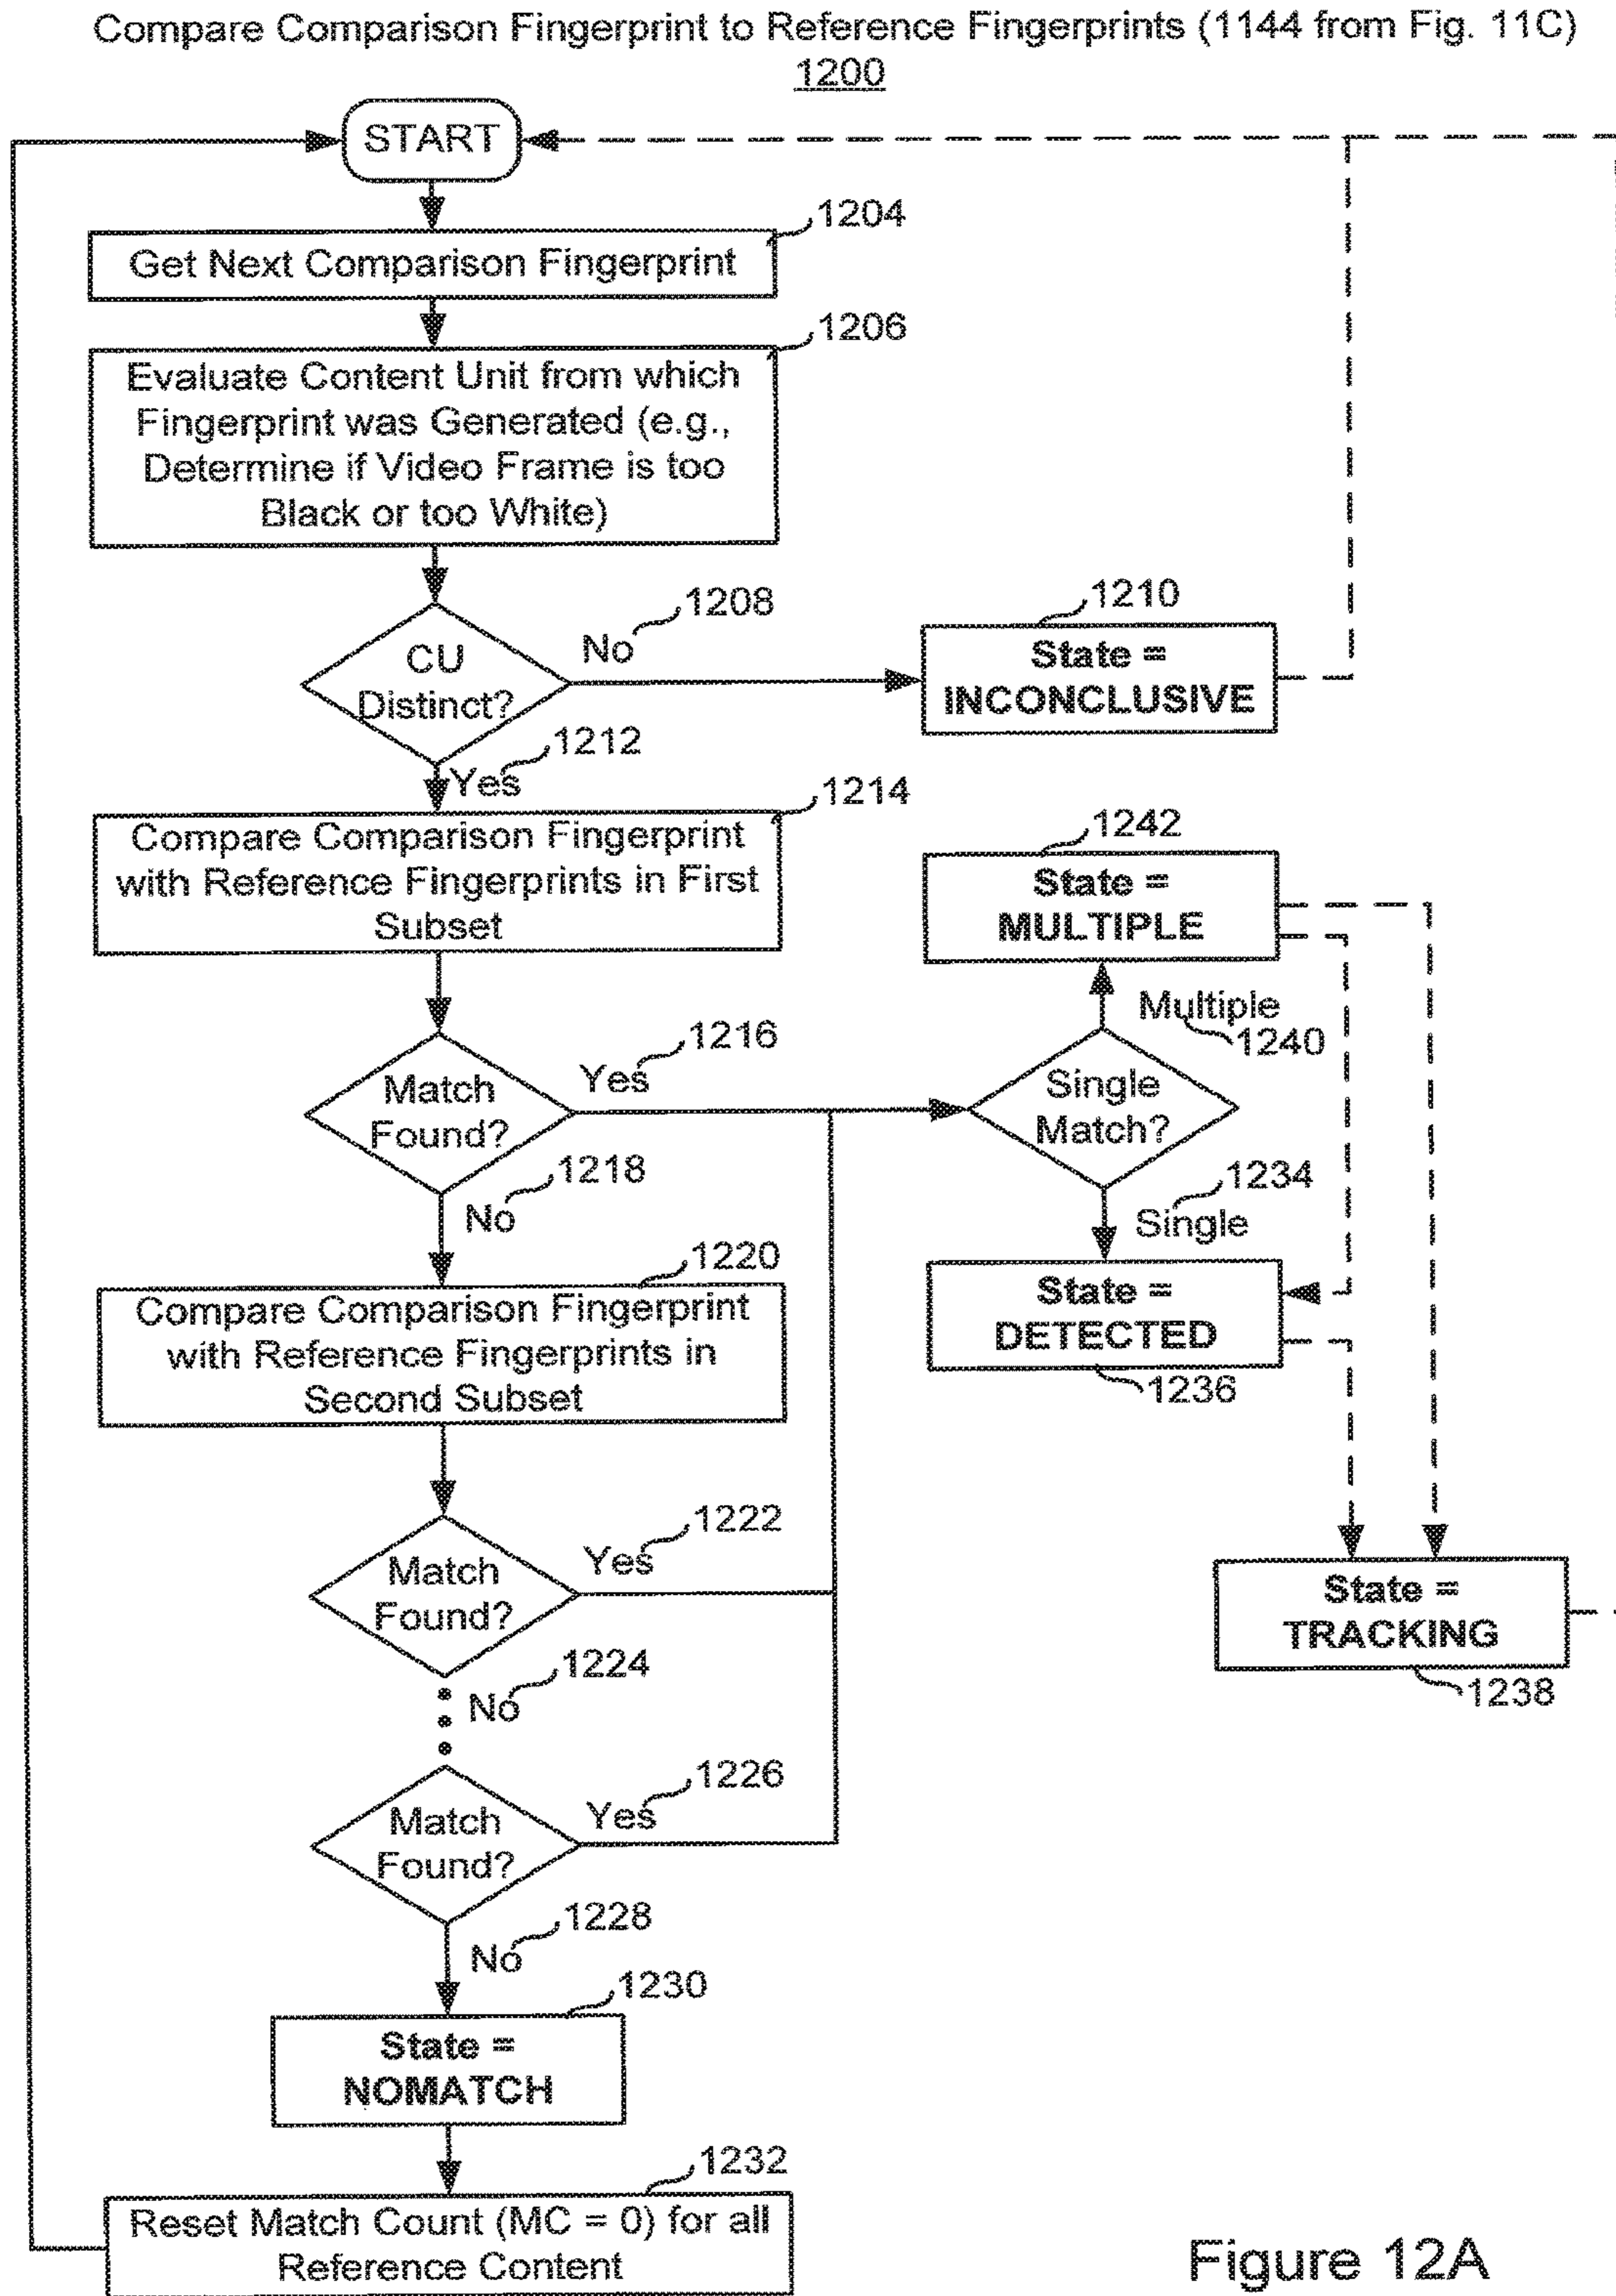 Compare Comparison Fingerprint to Reference Fingerprints (1144 from Fig. 11C)
1200
START
1204
Get Next Comparison Fingerprint
1206
Evaluate Content Unit from which
Fingerprint was Generated (e.g.,
Determine if Video Frame is too
Black or too White)
1208
No
CU
Distinct?
1210
State =
INCONCLUSIVE
1212
Yes
1214
Compare Comparison Fingerprint
with Reference Fingerprints in First
Subset
1242
State =
MULTIPLE
Multiple
1240
1216
Yes
Match
Found?
Single
Match?
1218
No
1234
Single
1220
Compare Comparison Fingerprint
with Reference Fingerprints in
Second Subset
State =
DETECTED
1236
1222
Yes
Match
Found?
State =
TRACKING
1238
1224
No
1226
Yes
Match
Found?
1228
No
1230
State =
NOMATCH
1232
Reset Match Count (MC = 0) for all
Reference Content
Figure 12A